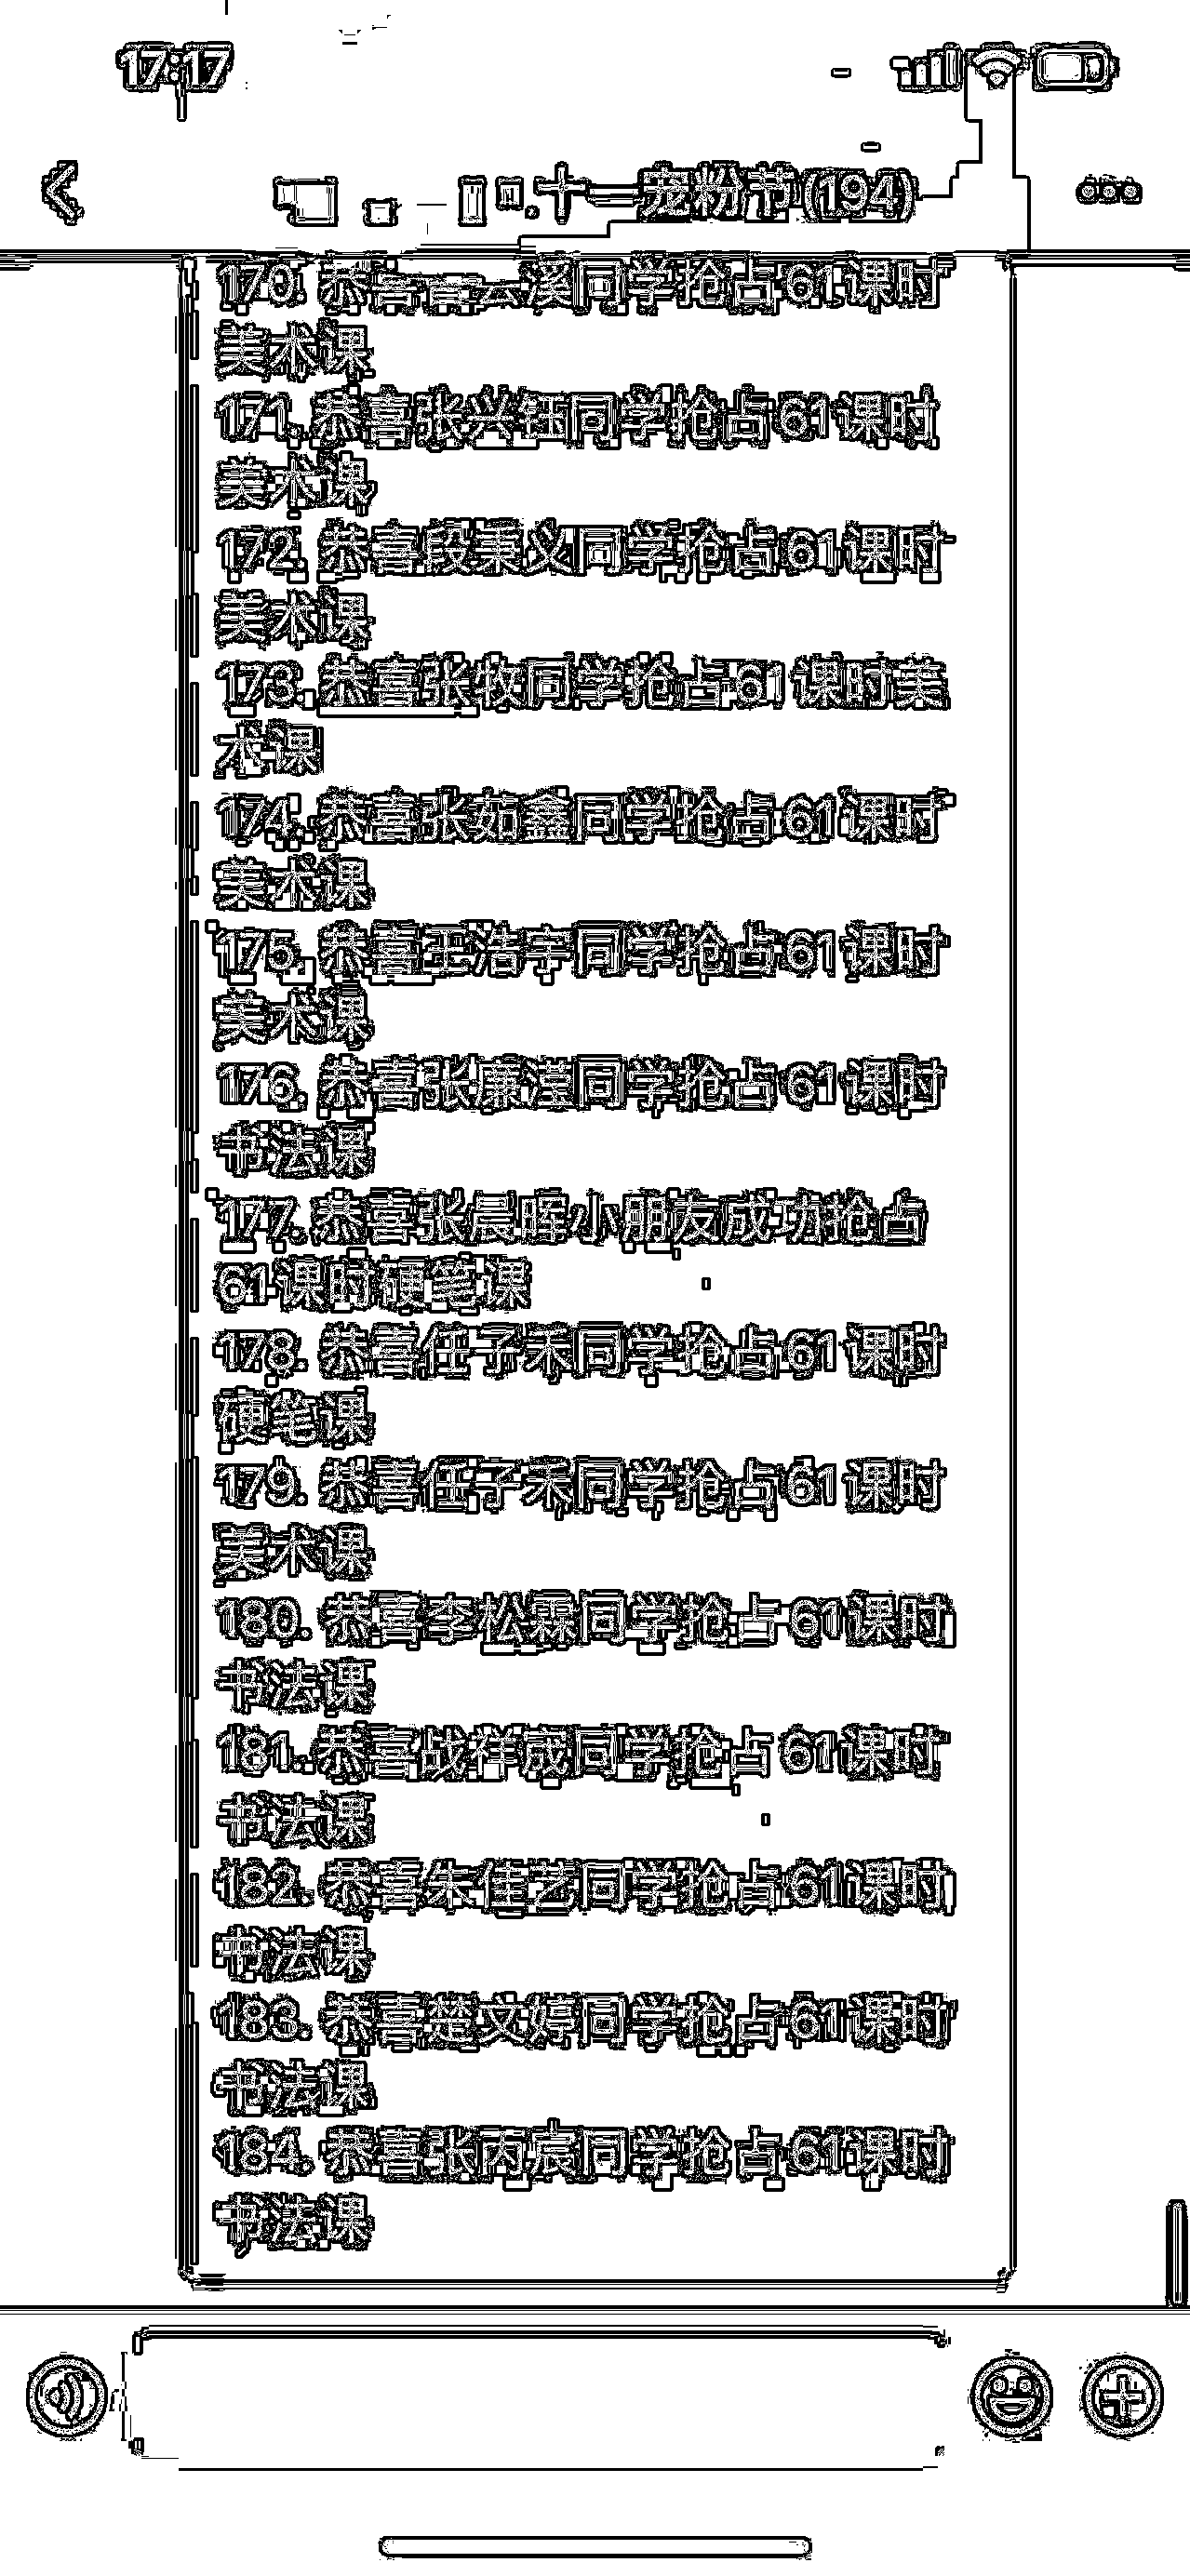 17:17
十一宠粉节(194)
170. 恭喜 云溪同学抢占61课时
美术课
171.恭喜张兴钰同学抢占61课时
美术课
172. 恭喜段秉义同学抢占61课时
美术课
173. 恭喜张牧同学抢占61 课时美
术课
174. 恭喜张茹鑫同学抢占61课时
美术课
175. 恭喜王浩宇同学抢占61课时
美术课
176. 恭喜张廉滢同学抢占61课时
书法课
177.恭喜张晨晖小朋友成功抢占
61课时硬笔课
178. 恭喜任子禾同学抢占61课时
硬笔课
179. 恭喜任子禾同学抢占61课时
美术课
180. 恭喜李松霖同学抢占61课时
书法课
181.恭喜战祥成同学抢占 61课时
书法课
182. 恭喜朱佳艺同学抢占61课时
书法课
183. 恭喜楚文婷同学抢占61课时
书法课
184. 恭喜张丙宸同学抢占61课时
书法课